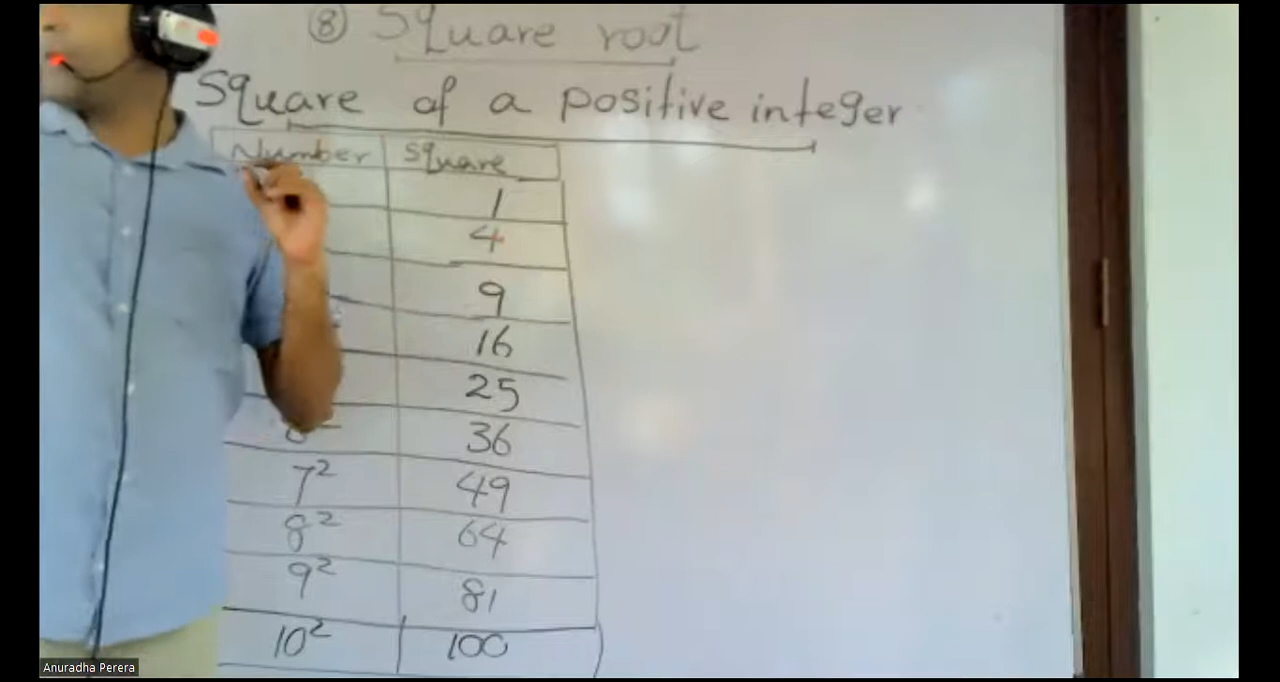 ⑧ Square root
Square of a positive integer
Number Square
1
4
9
16
25
36
7² 49
8² 64
9² 81
10² 100
Anuradha Perera